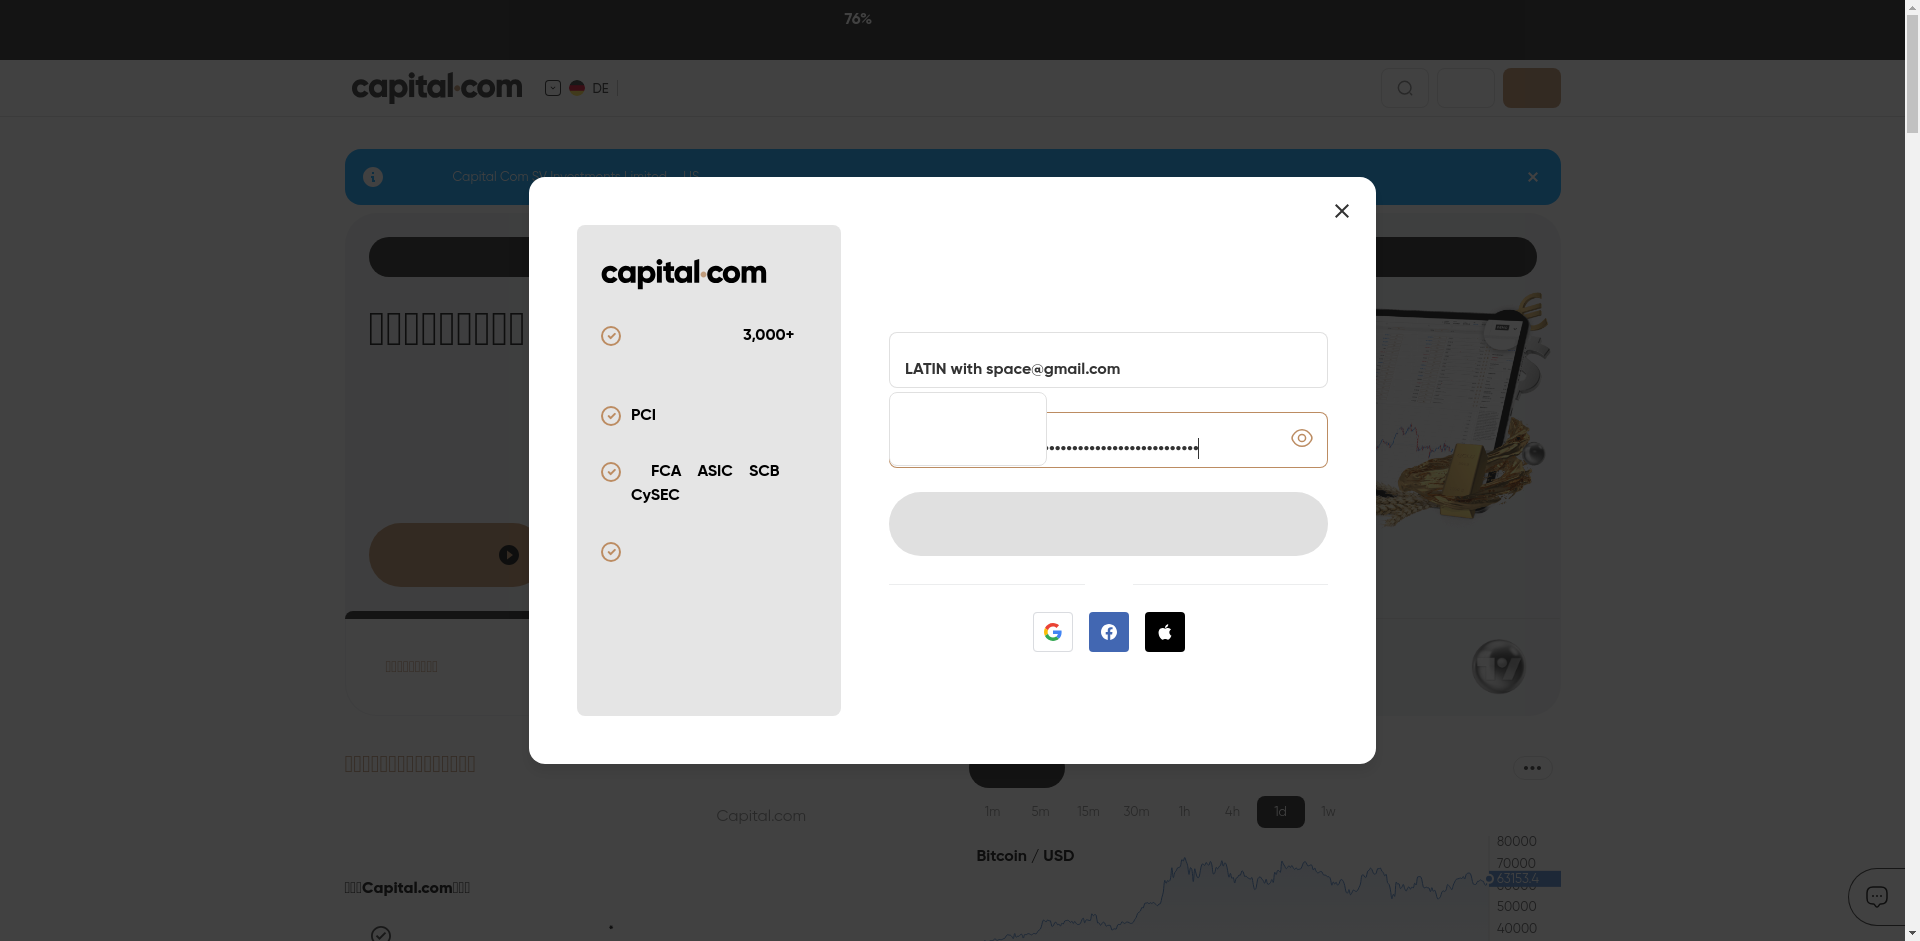 76%
capital.com
DE
Capital Com SV Investments Limited US
capital.com
3,000+
PCI
FCA ASIC SCB
CySEC
LATIN with space@gmail.com
Capital.com
1m 5m 15m 30m 1h 4h 1d 1w
Bitcoin / USD
80000
70000
63153.4
50000
40000
Capital.com